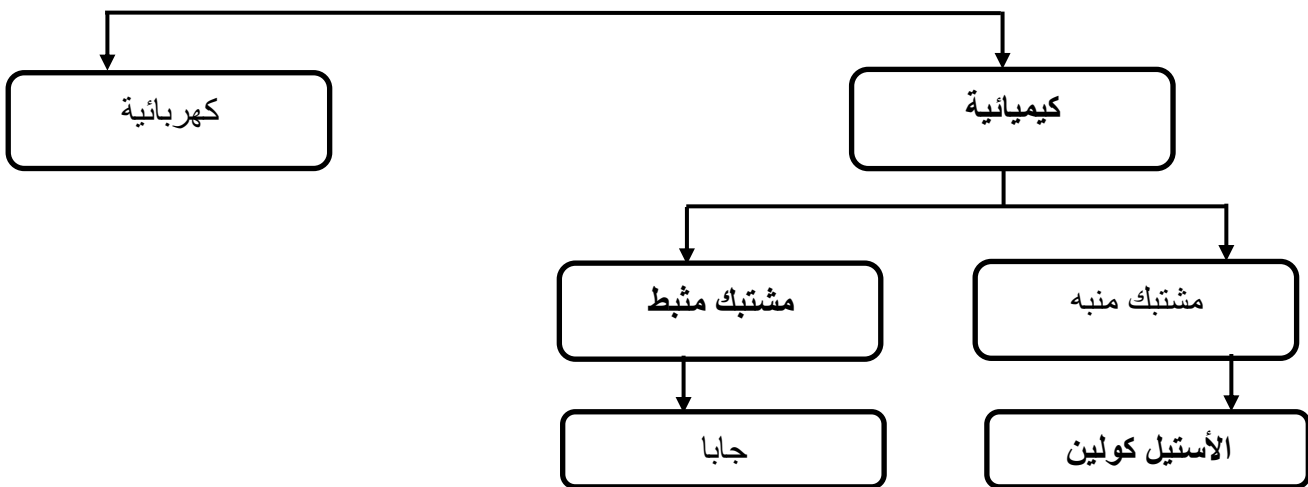 كيميائية
كهربائية
مشتبك منبه
مشتبك مثبط
الأستيل كولين
جابا